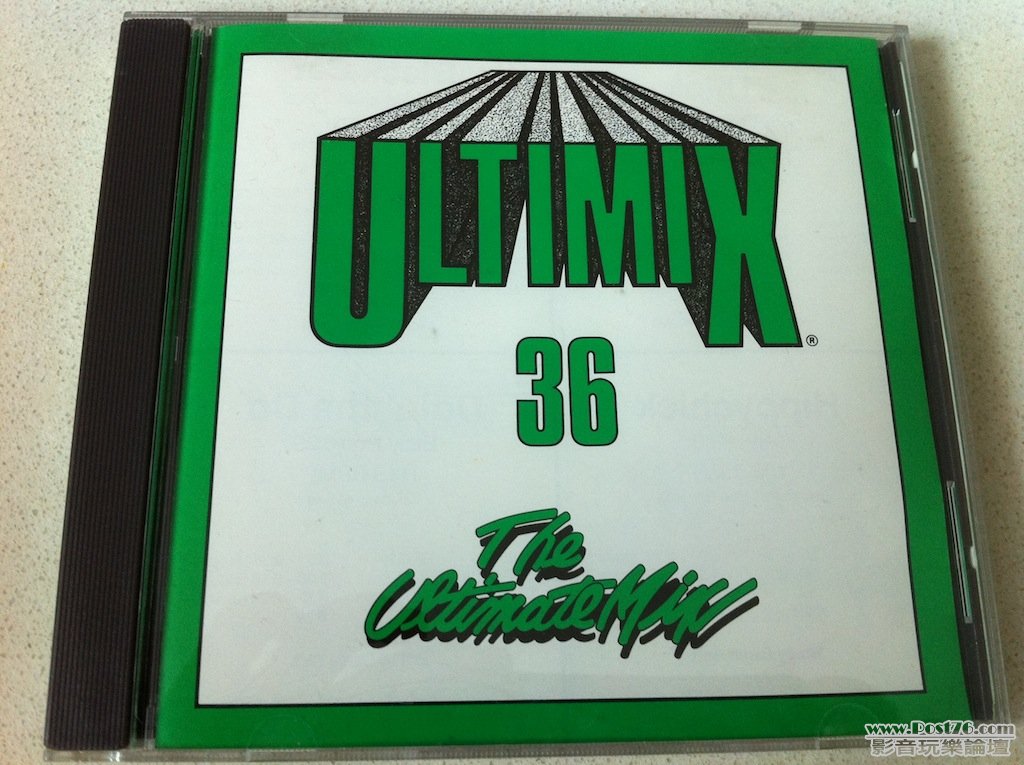 ULTIMIX®
36
The
Ultimate Mix
www.Post76.com
影音玩樂論壇